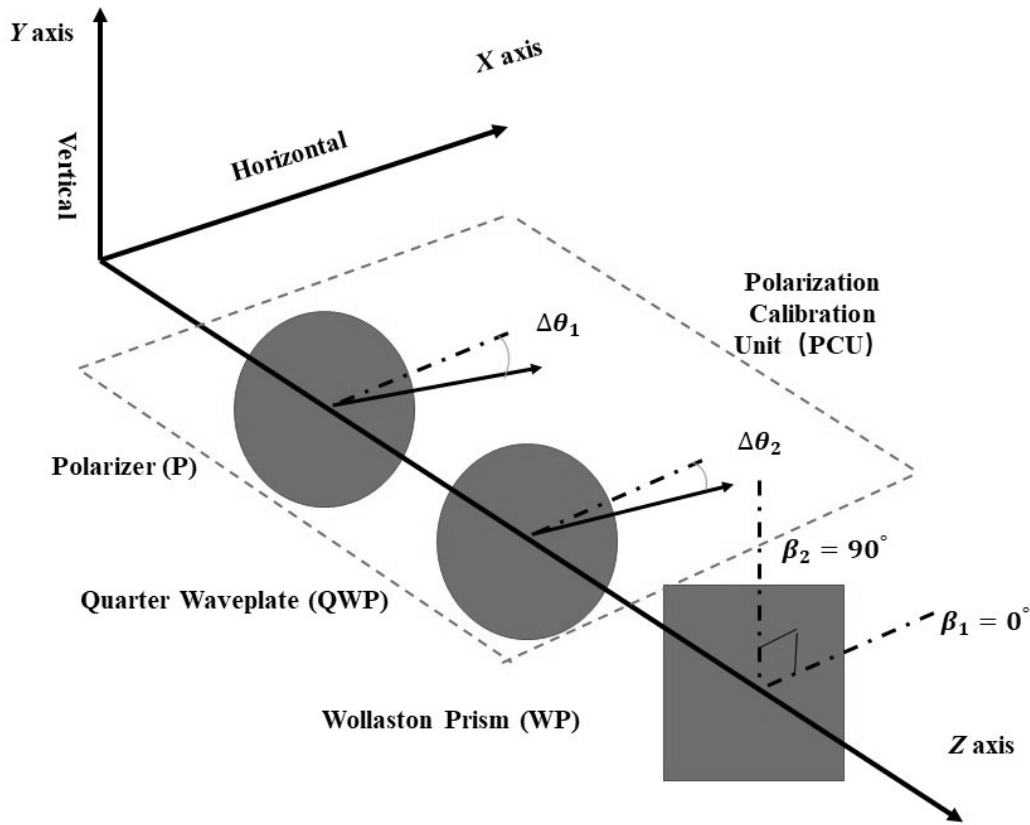 Y axis
X axis
Vertical
Horizontal
Polarization
Calibration
Unit (PCU)
Δθ₁
Polarizer (P)
Δθ₂
β₂ = 90°
Quarter Waveplate (QWP)
β₁ = 0°
Wollaston Prism (WP)
Z axis